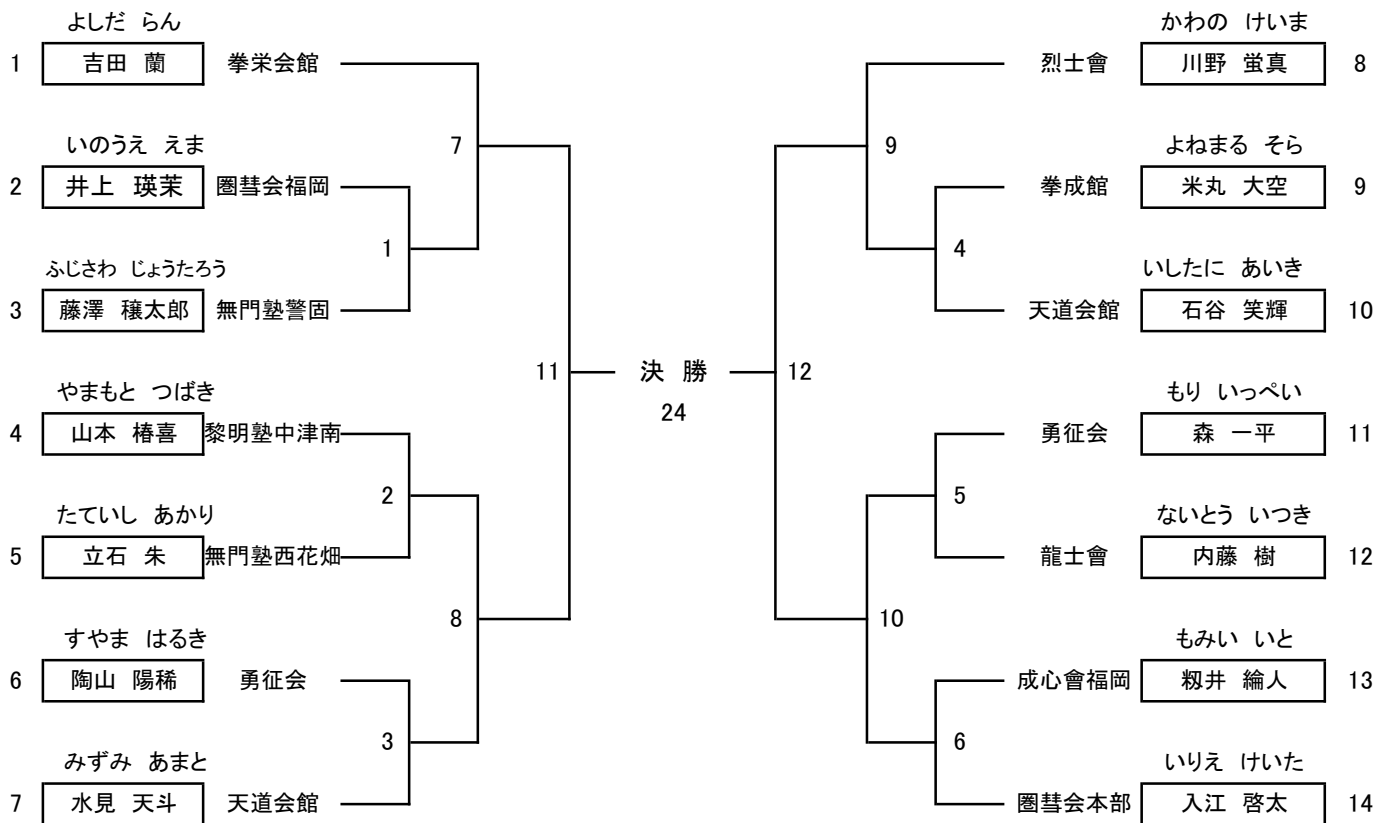 よしだ らん
1 吉田 蘭 拳栄会館
7
いのうえ えま
2 井上 瑛茉 圏彗会福岡
1
ふじさわ じょうたろう
3 藤澤 穣太郎 無門塾警固
11
やまもと つばき
4 山本 椿喜 黎明塾中津南
2
たていし あかり
5 立石 朱 無門塾西花畑
8
すやま はるき
6 陶山 陽稀 勇征会
3
みずみ あまと
7 水見 天斗 天道会館
決 勝
24
かわの けいま
烈士會 川野 蛍真 8
9
よねまる そら
拳成館 米丸 大空 9
4
いしたに あいき
天道会館 石谷 笑輝 10
12
もり いっぺい
勇征会 森 一平 11
5
ないとう いつき
龍士會 内藤 樹 12
10
もみい いと
成心會福岡 籾井 綸人 13
6
いりえ けいた
圏彗会本部 入江 啓太 14